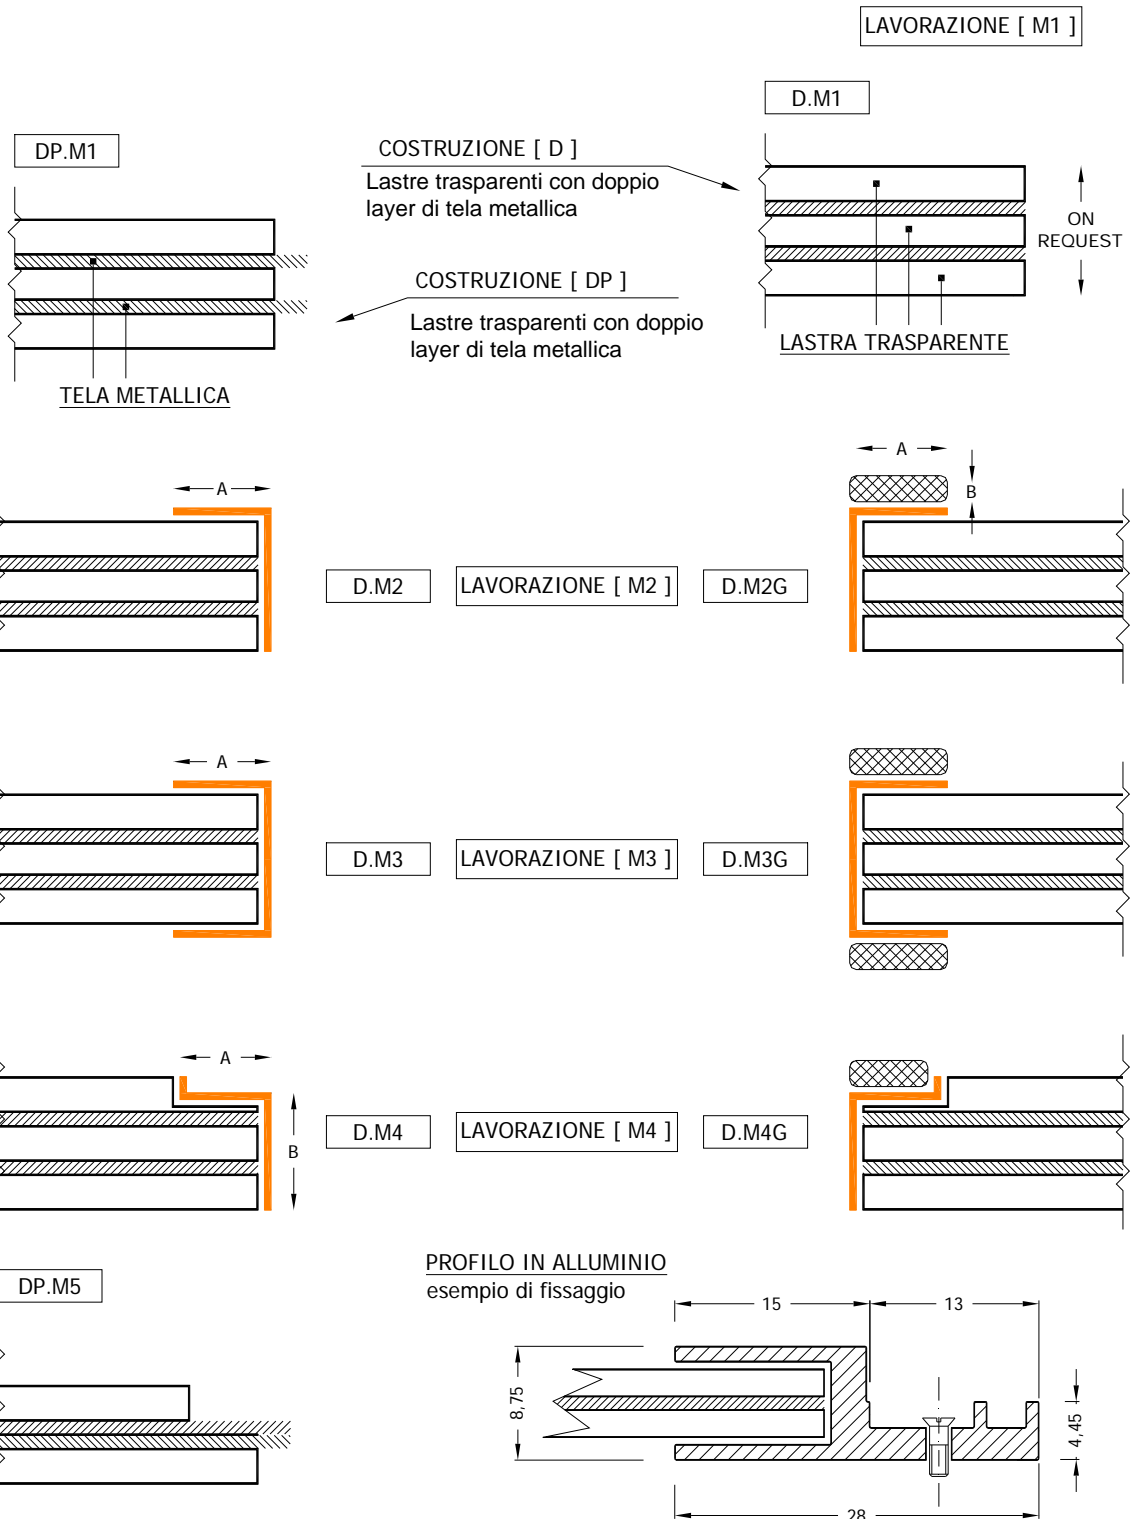 LAVORAZIONE [ M1 ]
D.M1
DP.M1
COSTRUZIONE [ D ]
Lastre trasparenti con doppio
layer di tela metallica
ON
REQUEST
COSTRUZIONE [ DP ]
Lastre trasparenti con doppio
layer di tela metallica
LASTRA TRASPARENTE
TELA METALLICA
A
A
B
D.M2
LAVORAZIONE [ M2 ]
D.M2G
A
D.M3
LAVORAZIONE [ M3 ]
D.M3G
A
B
D.M4
LAVORAZIONE [ M4 ]
D.M4G
DP.M5
PROFILO IN ALLUMINIO
esempio di fissaggio
15
13
8,75
4,45
28